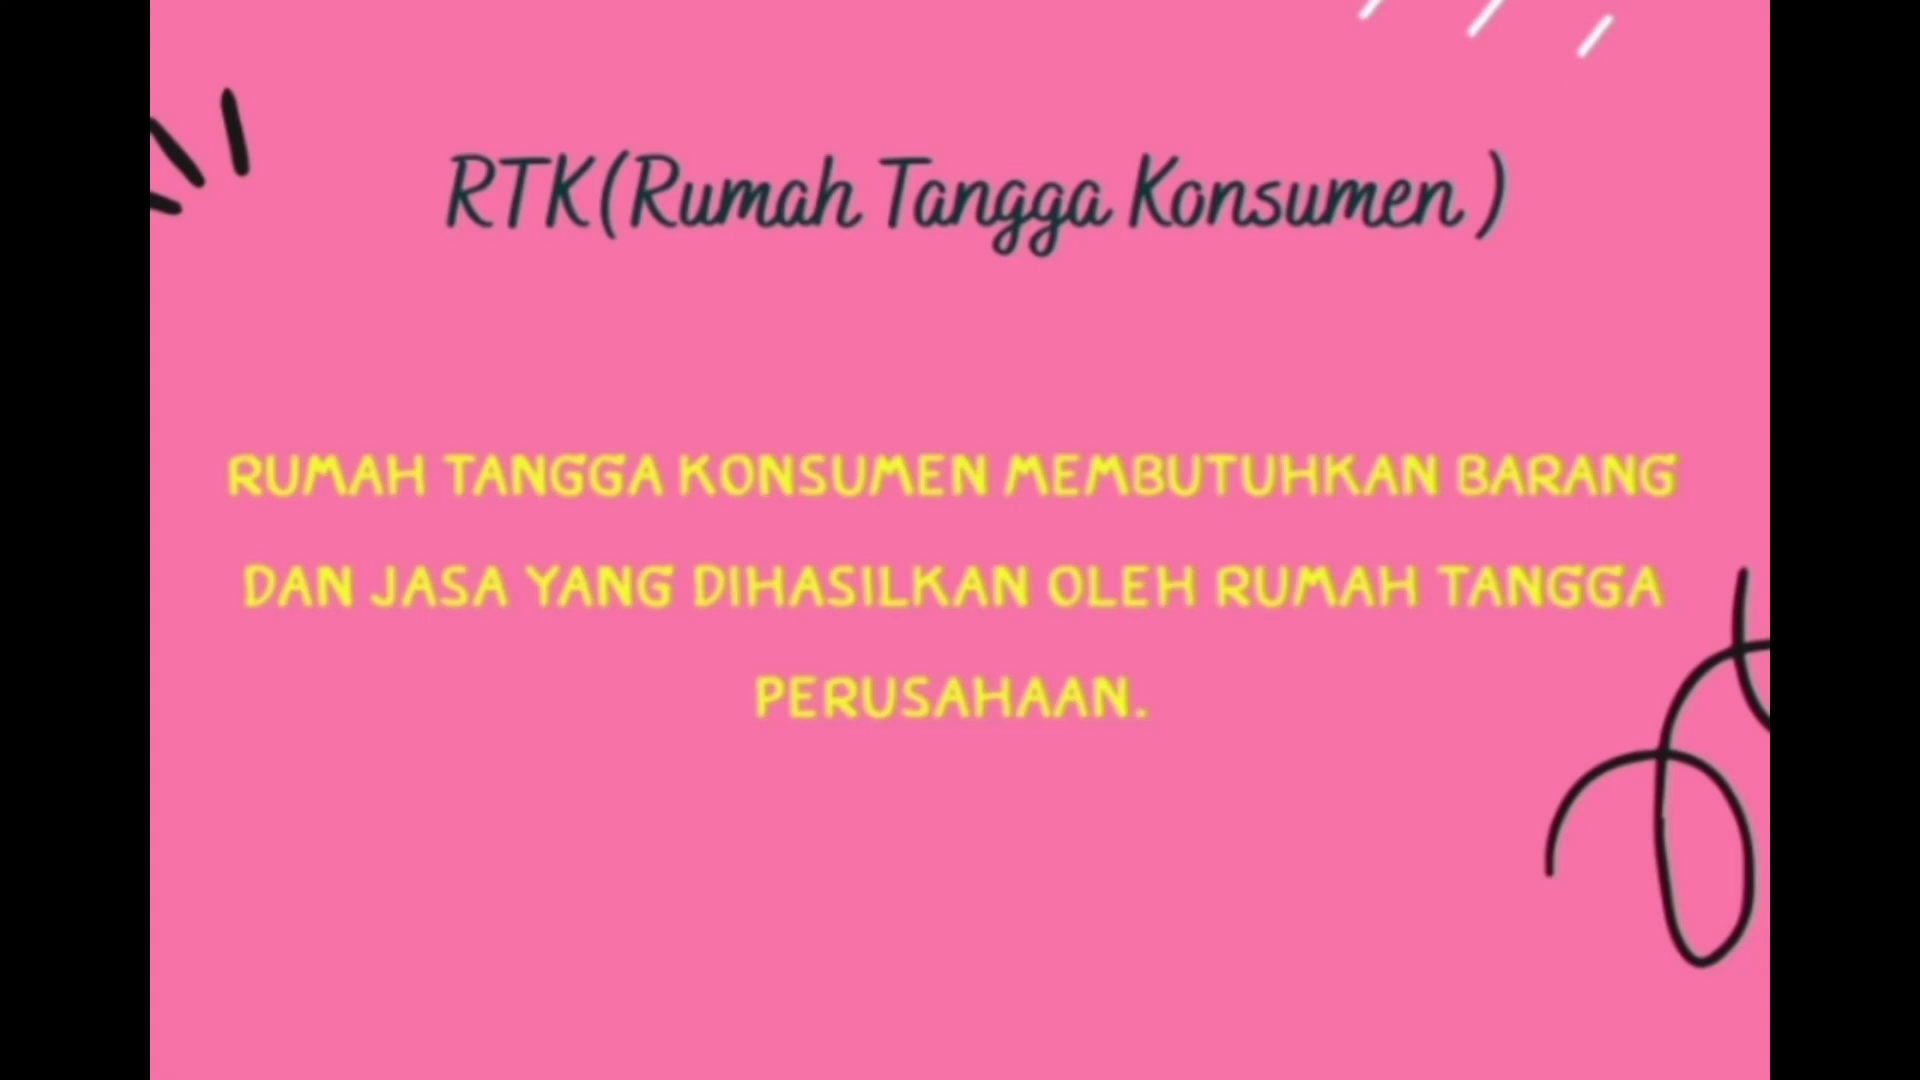 RTK(Rumah Tangga Konsumen )
RUMAH TANGGA KONSUMEN MEMBUTUHKAN BARANG
DAN JASA YANG DIHASILKAN OLEH RUMAH TANGGA
PERUSAHAAN.